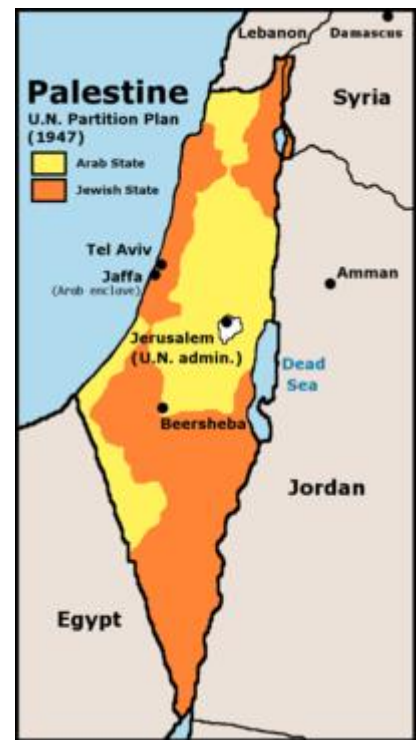 Lebanon
Damascus
Palestine
U.N. Partition Plan
(1947)
Syria
Arab State
Jewish State
Tel Aviv
Jaffa
(Arab enclave)
Amman
Jerusalem
(U.N. admin.)
Dead
Sea
Beersheba
Jordan
Egypt